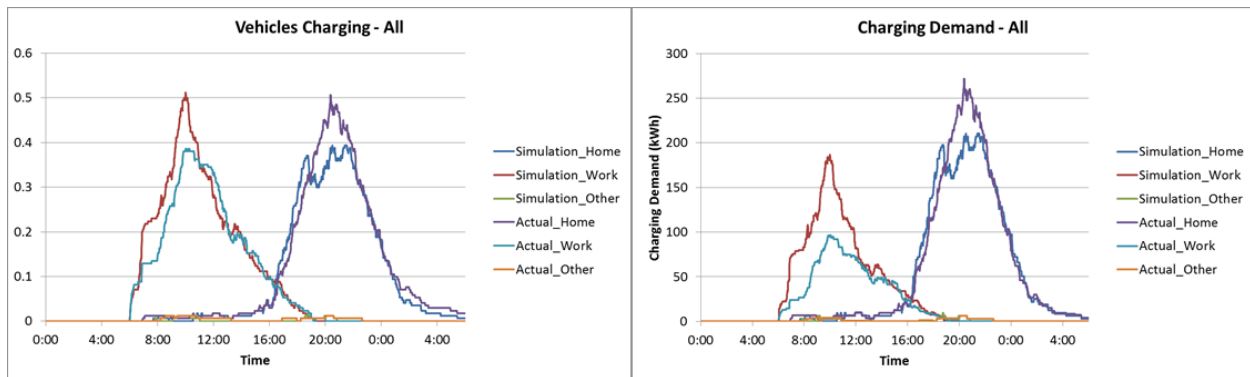 Vehicles Charging - All
0.6
0.5
0.4
0.3
0.2
0.1
0
0:00 4:00 8:00 12:00 16:00 20:00 0:00 4:00
Time
Simulation_Home
Simulation_Work
Simulation_Other
Actual_Home
Actual_Work
Actual_Other
Charging Demand - All
Charging Demand (kWh)
300
250
200
150
100
50
0
0:00 4:00 8:00 12:00 16:00 20:00 0:00 4:00
Time
Simulation_Home
Simulation_Work
Simulation_Other
Actual_Home
Actual_Work
Actual_Other